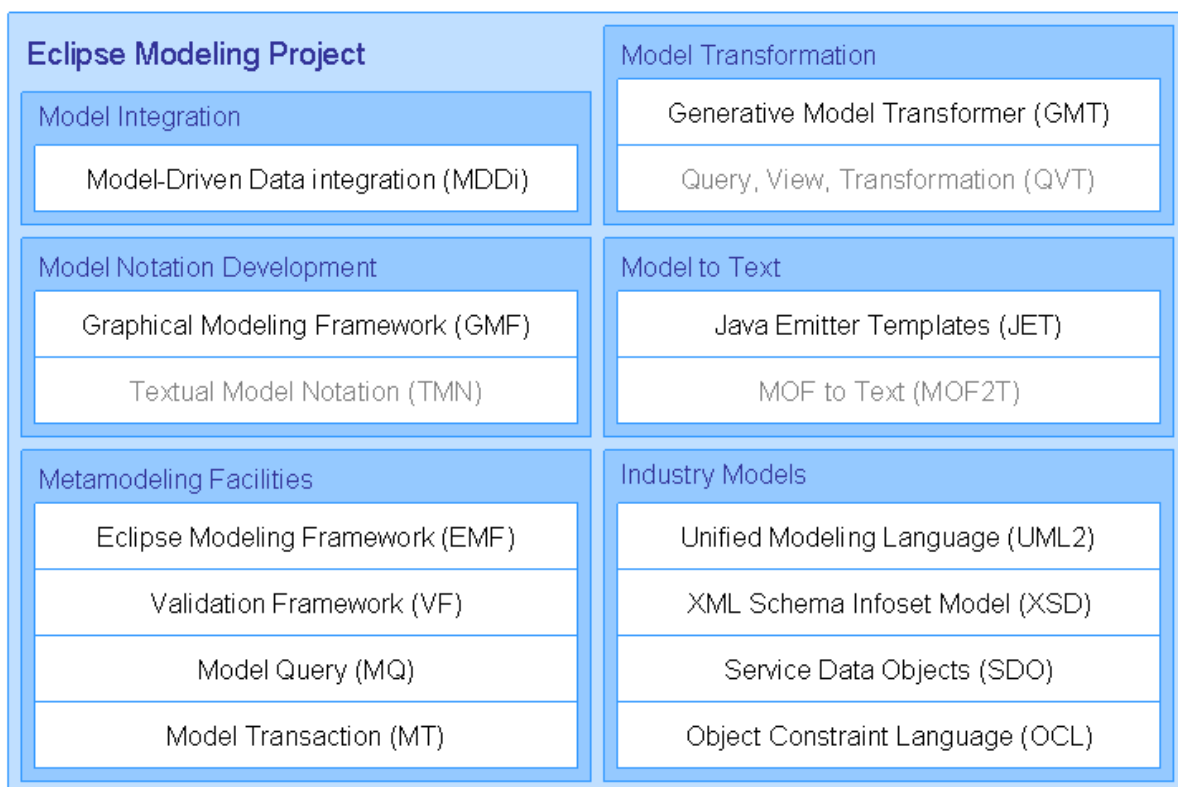 Eclipse Modeling Project
Model Integration
Model-Driven Data integration (MDDi)
Model Notation Development
Graphical Modeling Framework (GMF)
Textual Model Notation (TMN)
Metamodeling Facilities
Eclipse Modeling Framework (EMF)
Validation Framework (VF)
Model Query (MQ)
Model Transaction (MT)
Model Transformation
Generative Model Transformer (GMT)
Query, View, Transformation (QVT)
Model to Text
Java Emitter Templates (JET)
MOF to Text (MOF2T)
Industry Models
Unified Modeling Language (UML2)
XML Schema Infoset Model (XSD)
Service Data Objects (SDO)
Object Constraint Language (OCL)